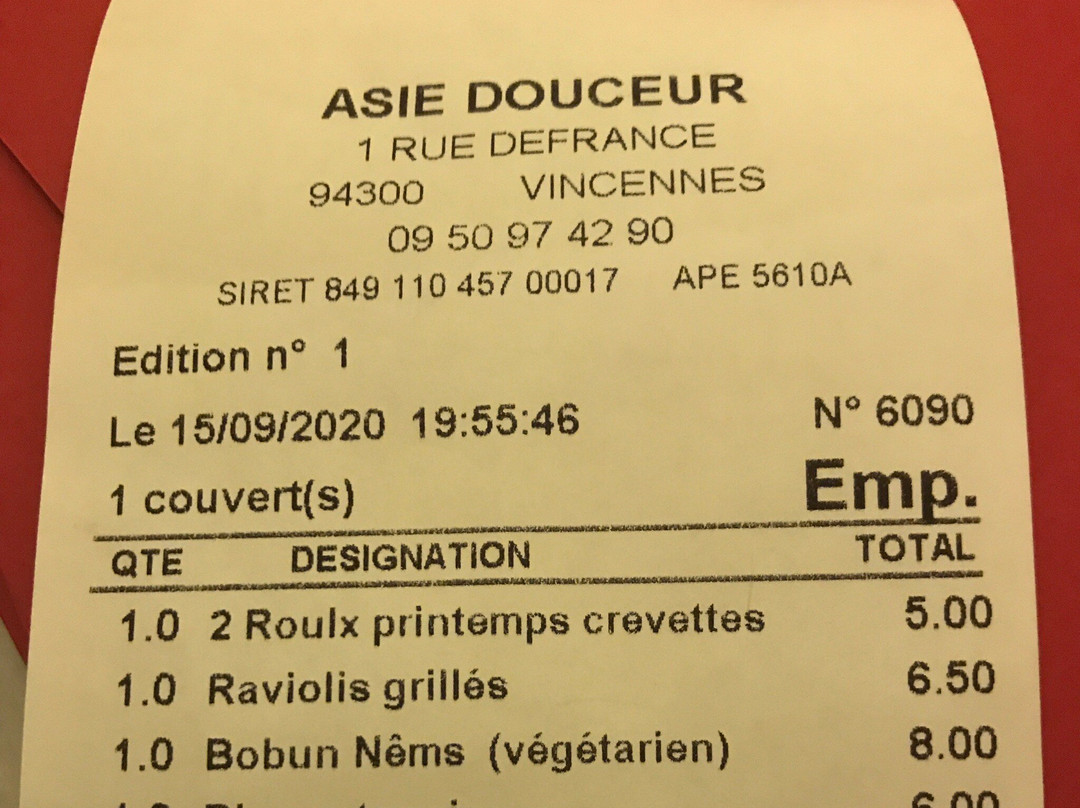 ASIE DOUCEUR
1 RUE DEFRANCE
94300 VINCENNES
09 50 97 42 90
SIRET 849 110 457 00017 APE 5610A
Edition n° 1
Le 15/09/2020 19:55:46 N° 6090
1 couvert(s) Emp.
QTE DESIGNATION TOTAL
1.0 2 Roulx printemps crevettes 5.00
1.0 Raviolis grillés 6.50
1.0 Bobun Nêms (végétarien) 8.00